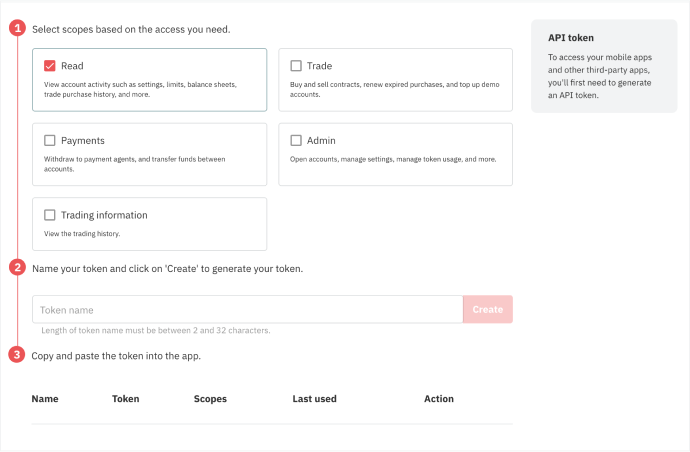 1 Select scopes based on the access you need.
Read
View account activity such as settings, limits, balance sheets,
trade purchase history, and more.
Trade
Buy and sell contracts, renew expired purchases, and top up demo
accounts.
Payments
Withdraw to payment agents, and transfer funds between
accounts.
Admin
Open accounts, manage settings, manage token usage, and more.
Trading information
View the trading history.
2 Name your token and click on 'Create' to generate your token.
Token name
Create
Length of token name must be between 2 and 32 characters.
3 Copy and paste the token into the app.
Name Token Scopes Last used Action
API token
To access your mobile apps
and other third-party apps,
you'll first need to generate
an API token.